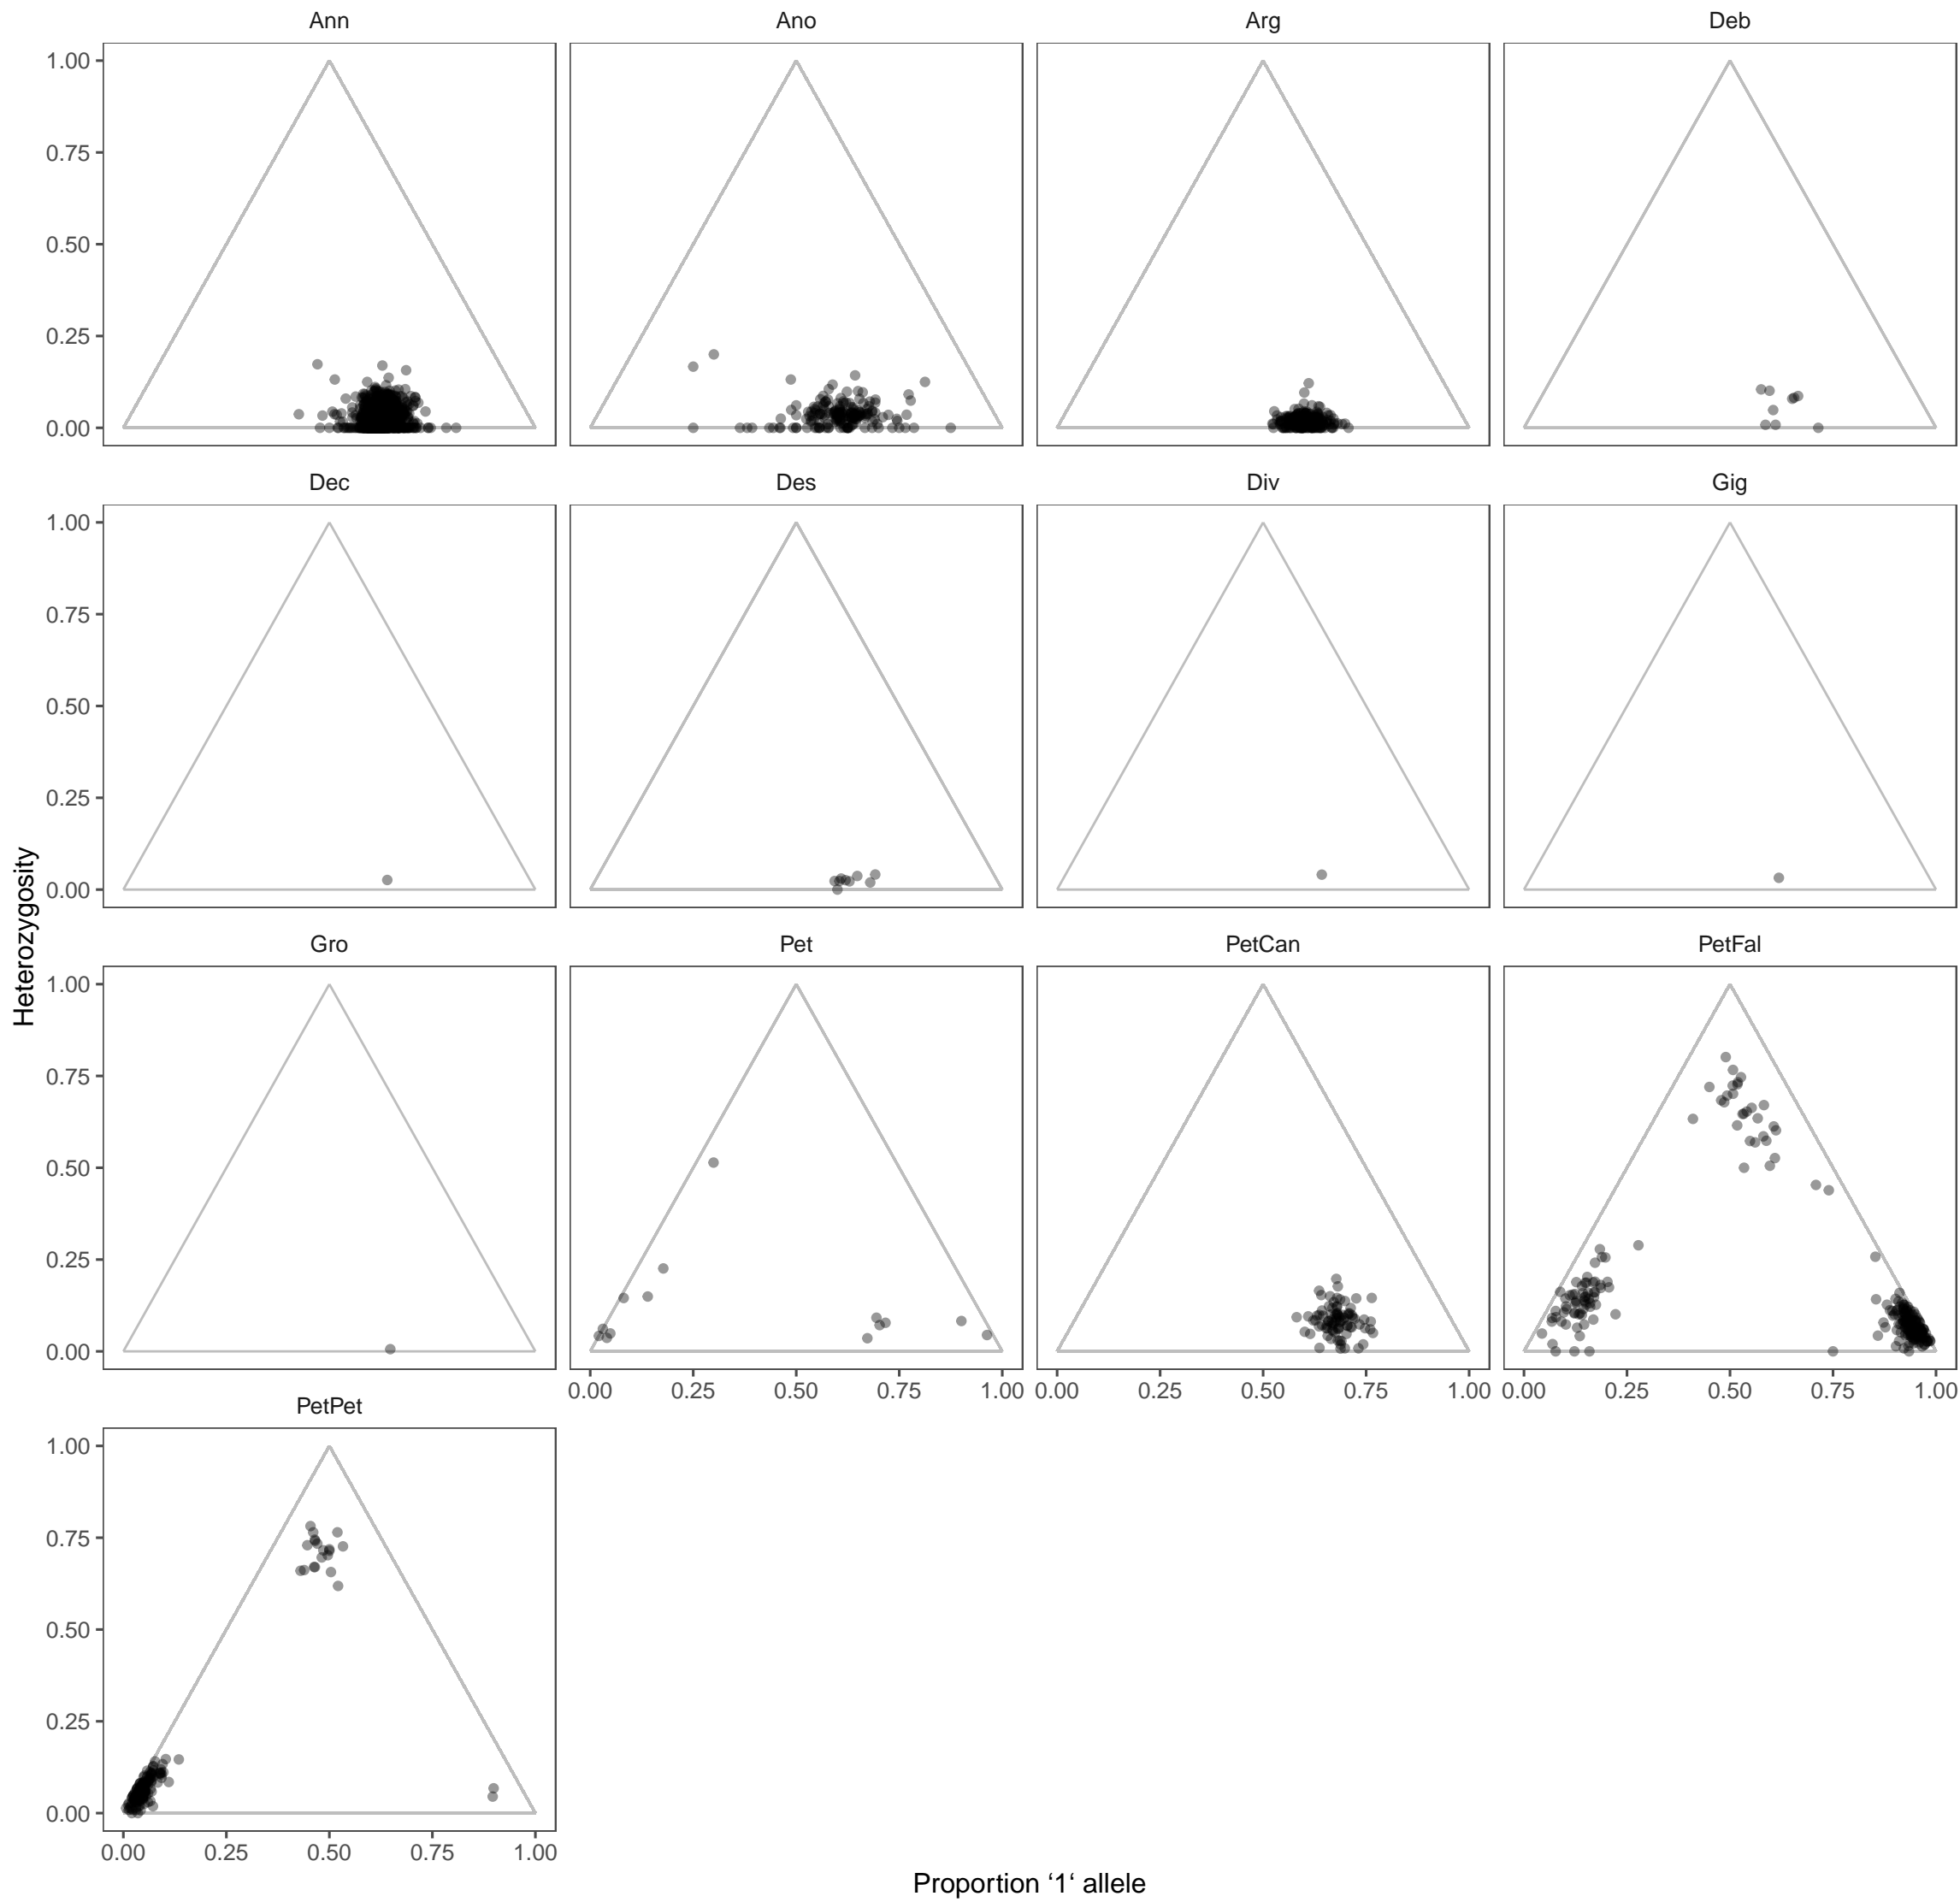 Ann Ano Arg Deb
1.00
0.75
0.50
0.25
0.00
Dec Des Div Gig
1.00
0.75
0.50
0.25
0.00
Heterozygosity
Gro Pet PetCan PetFal
1.00
0.75
0.50
0.25
0.00
0.00 0.25 0.50 0.75 1.00 0.00 0.25 0.50 0.75 1.00 0.00 0.25 0.50 0.75 1.00
PetPet
1.00
0.75
0.50
0.25
0.00
0.00 0.25 0.50 0.75 1.00
Proportion ‘1‘ allele